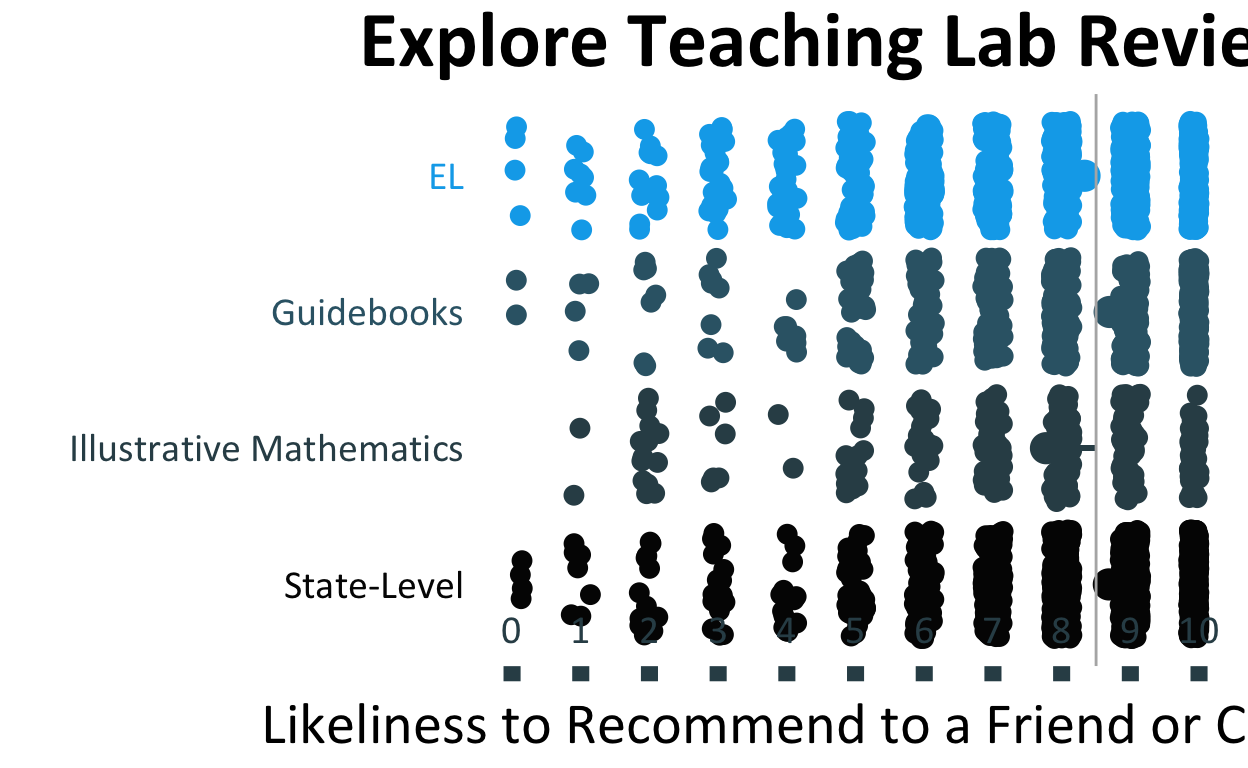 Explore Teaching Lab Revie
EL
Guidebooks
Illustrative Mathematics
State-Level
0 1 2 3 4 5 6 7 8 9 10
Likeliness to Recommend to a Friend or C